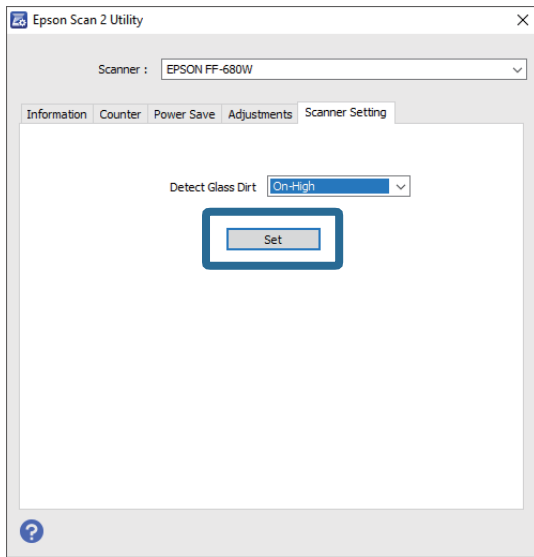 Epson Scan 2 Utility
Scanner : EPSON FF-680W
Information Counter Power Save Adjustments Scanner Setting
Detect Glass Dirt On-High
Set
?